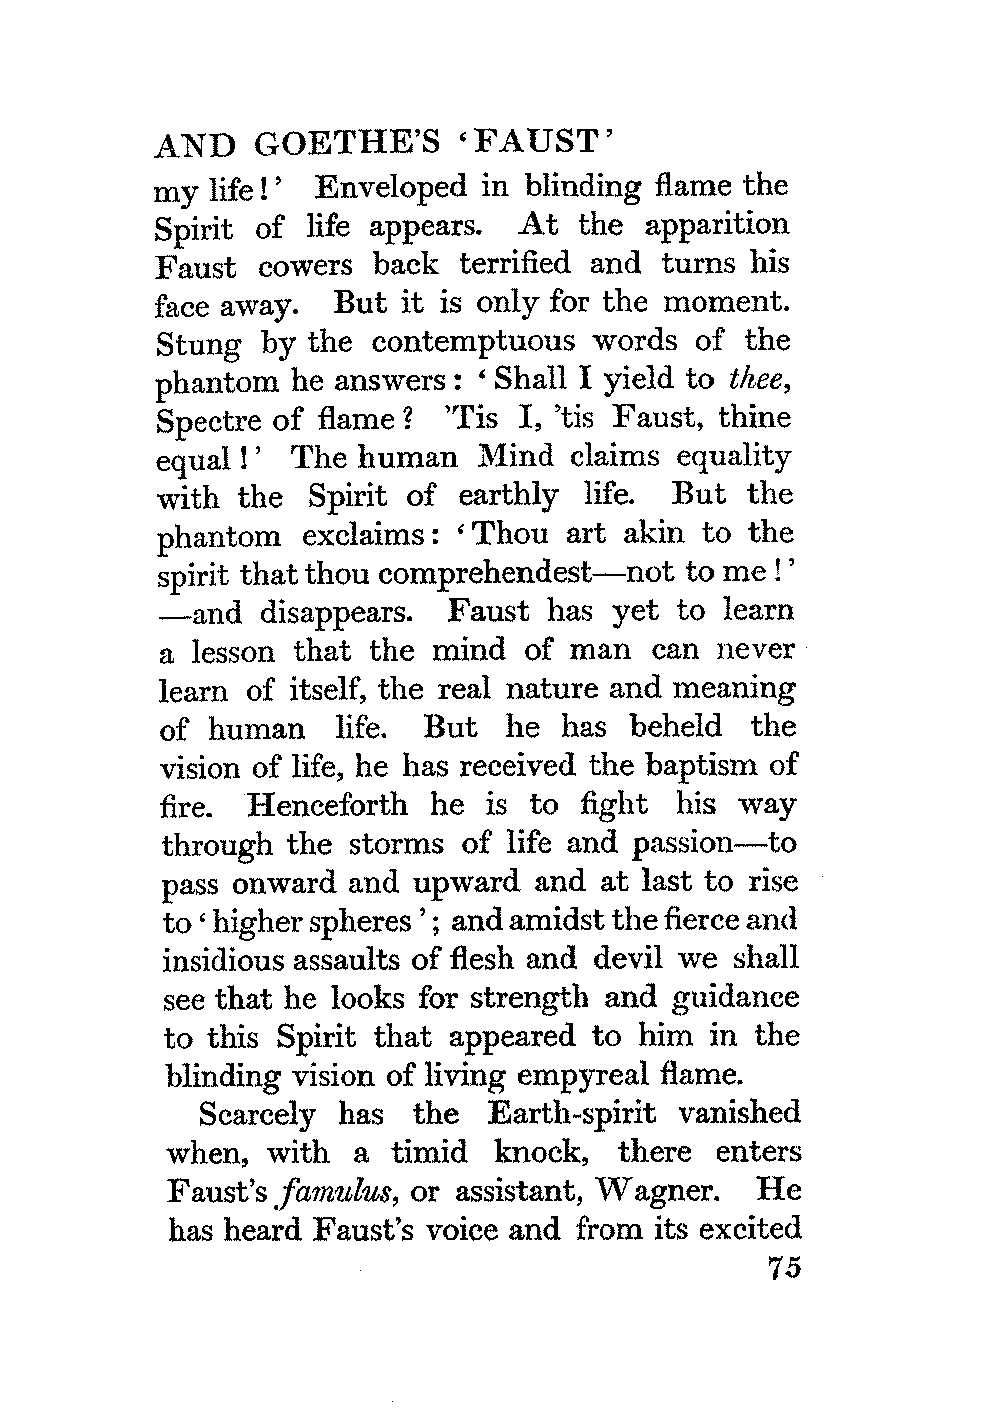 AND GOETHE'S ‘FAUST’
my life!’ Enveloped in blinding flame the
Spirit of life appears. At the apparition
Faust cowers back terrified and turns his
face away. But it is only for the moment.
Stung by the contemptuous words of the
phantom he answers: ‘Shall I yield to thee,
Spectre of flame? ’Tis I, ’tis Faust, thine
equal!’ The human Mind claims equality
with the Spirit of earthly life. But the
phantom exclaims: ‘Thou art akin to the
spirit that thou comprehendest—not to me!’
—and disappears. Faust has yet to learn
a lesson that the mind of man can never
learn of itself, the real nature and meaning
of human life. But he has beheld the
vision of life, he has received the baptism of
fire. Henceforth he is to fight his way
through the storms of life and passion—to
pass onward and upward and at last to rise
to ‘higher spheres’; and amidst the fierce and
insidious assaults of flesh and devil we shall
see that he looks for strength and guidance
to this Spirit that appeared to him in the
blinding vision of living empyreal flame.
Scarcely has the Earth-spirit vanished
when, with a timid knock, there enters
Faust's famulus, or assistant, Wagner. He
has heard Faust's voice and from its excited
75